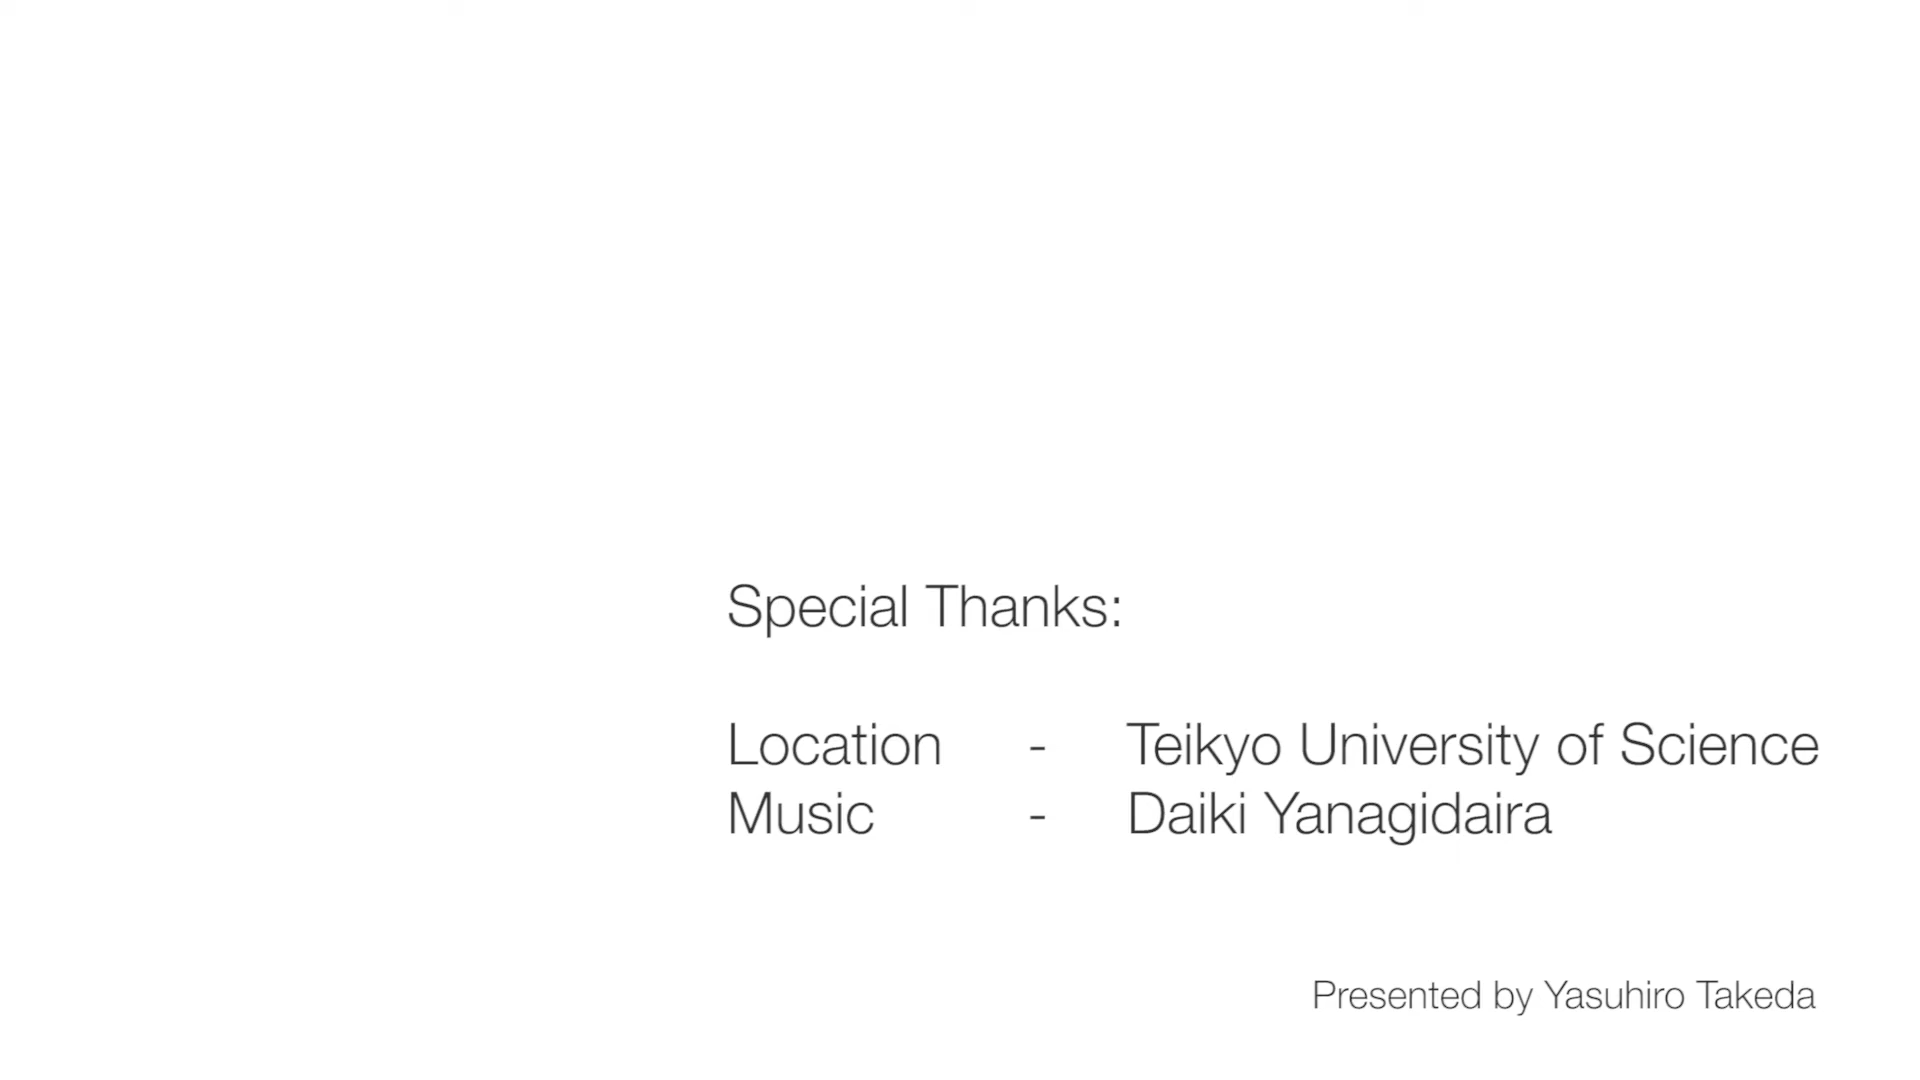 Special Thanks:
Location - Teikyo University of Science
Music - Daiki Yanagidaira
Presented by Yasuhiro Takeda